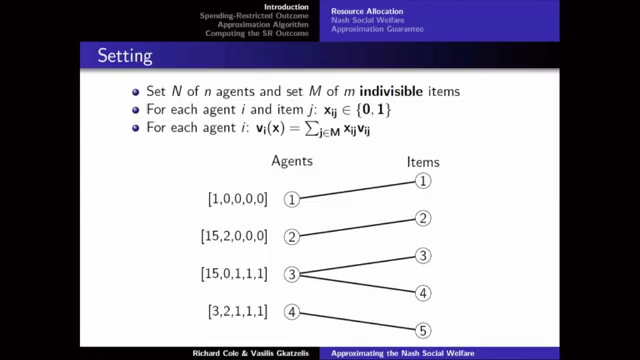 Introduction
Spending-Restricted Outcome
Approximation Algorithm
Computing the SR Outcome
Resource Allocation
Nash Social Welfare
Approximation Guarantee
Setting
Set N of n agents and set M of m indivisible items
For each agent i and item j: x_ij ∈ {0, 1}
For each agent i: v_i(x) = ∑_{j∈M} x_ij v_ij
Agents
Items
[1,0,0,0,0] 1 1
[15,2,0,0,0] 2 2
[15,0,1,1,1] 3 3
4
[3,2,1,1,1] 4 5
Richard Cole & Vasilis Gkatzelis
Approximating the Nash Social Welfare